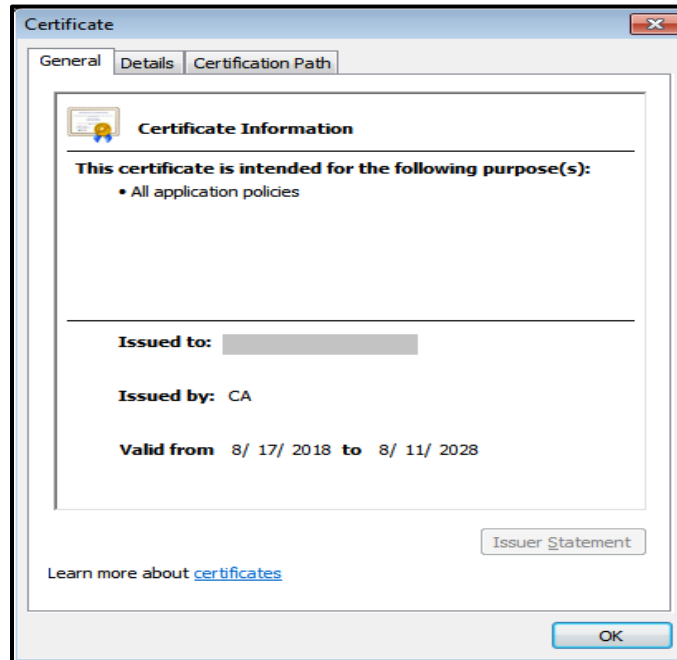 Certificate
General Details Certification Path
Certificate Information
This certificate is intended for the following purpose(s):
• All application policies
Issued to:
Issued by: CA
Valid from 8/ 17/ 2018 to 8/ 11/ 2028
Issuer Statement
Learn more about certificates
OK